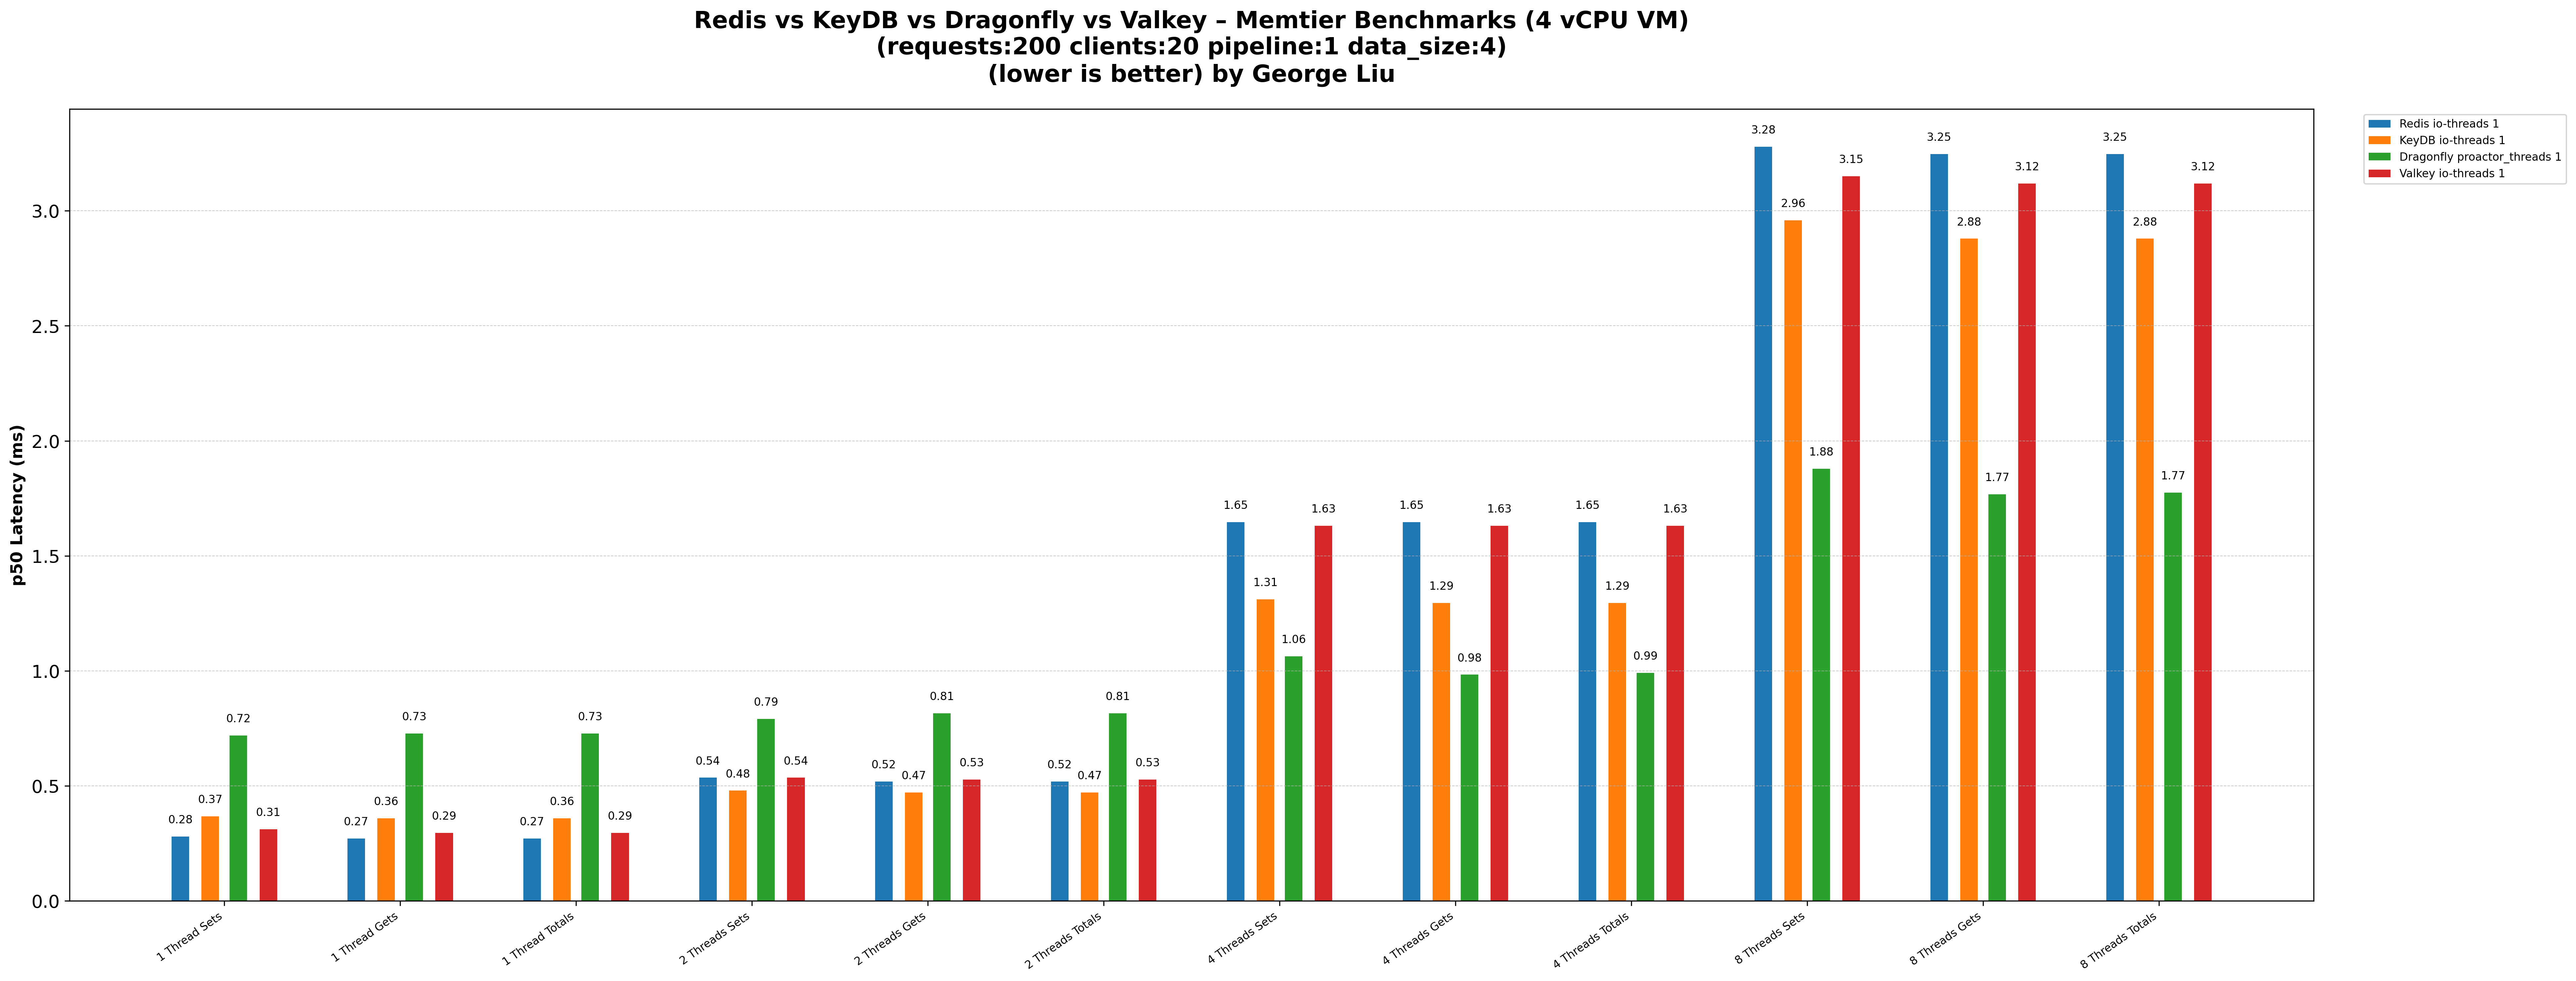 Redis vs KeyDB vs Dragonfly vs Valkey – Memtier Benchmarks (4 vCPU VM)
(requests:200 clients:20 pipeline:1 data_size:4)
(lower is better) by George Liu
Redis io-threads 1
KeyDB io-threads 1
Dragonfly proactor_threads 1
Valkey io-threads 1
p50 Latency (ms)
3.0
2.5
2.0
1.5
1.0
0.5
0.0
0.28 0.37 0.72 0.31
0.27 0.36 0.73 0.29
0.27 0.36 0.73 0.29
0.54 0.48 0.79 0.54
0.52 0.47 0.81 0.53
0.52 0.47 0.81 0.53
1.65 1.31 1.06 1.63
1.65 1.29 0.98 1.63
1.65 1.29 0.99 1.63
3.28 2.96 1.88 3.15
3.25 2.88 1.77 3.12
3.25 2.88 1.77 3.12
1 Thread Sets
1 Thread Gets
1 Thread Totals
2 Threads Sets
2 Threads Gets
2 Threads Totals
4 Threads Sets
4 Threads Gets
4 Threads Totals
8 Threads Sets
8 Threads Gets
8 Threads Totals